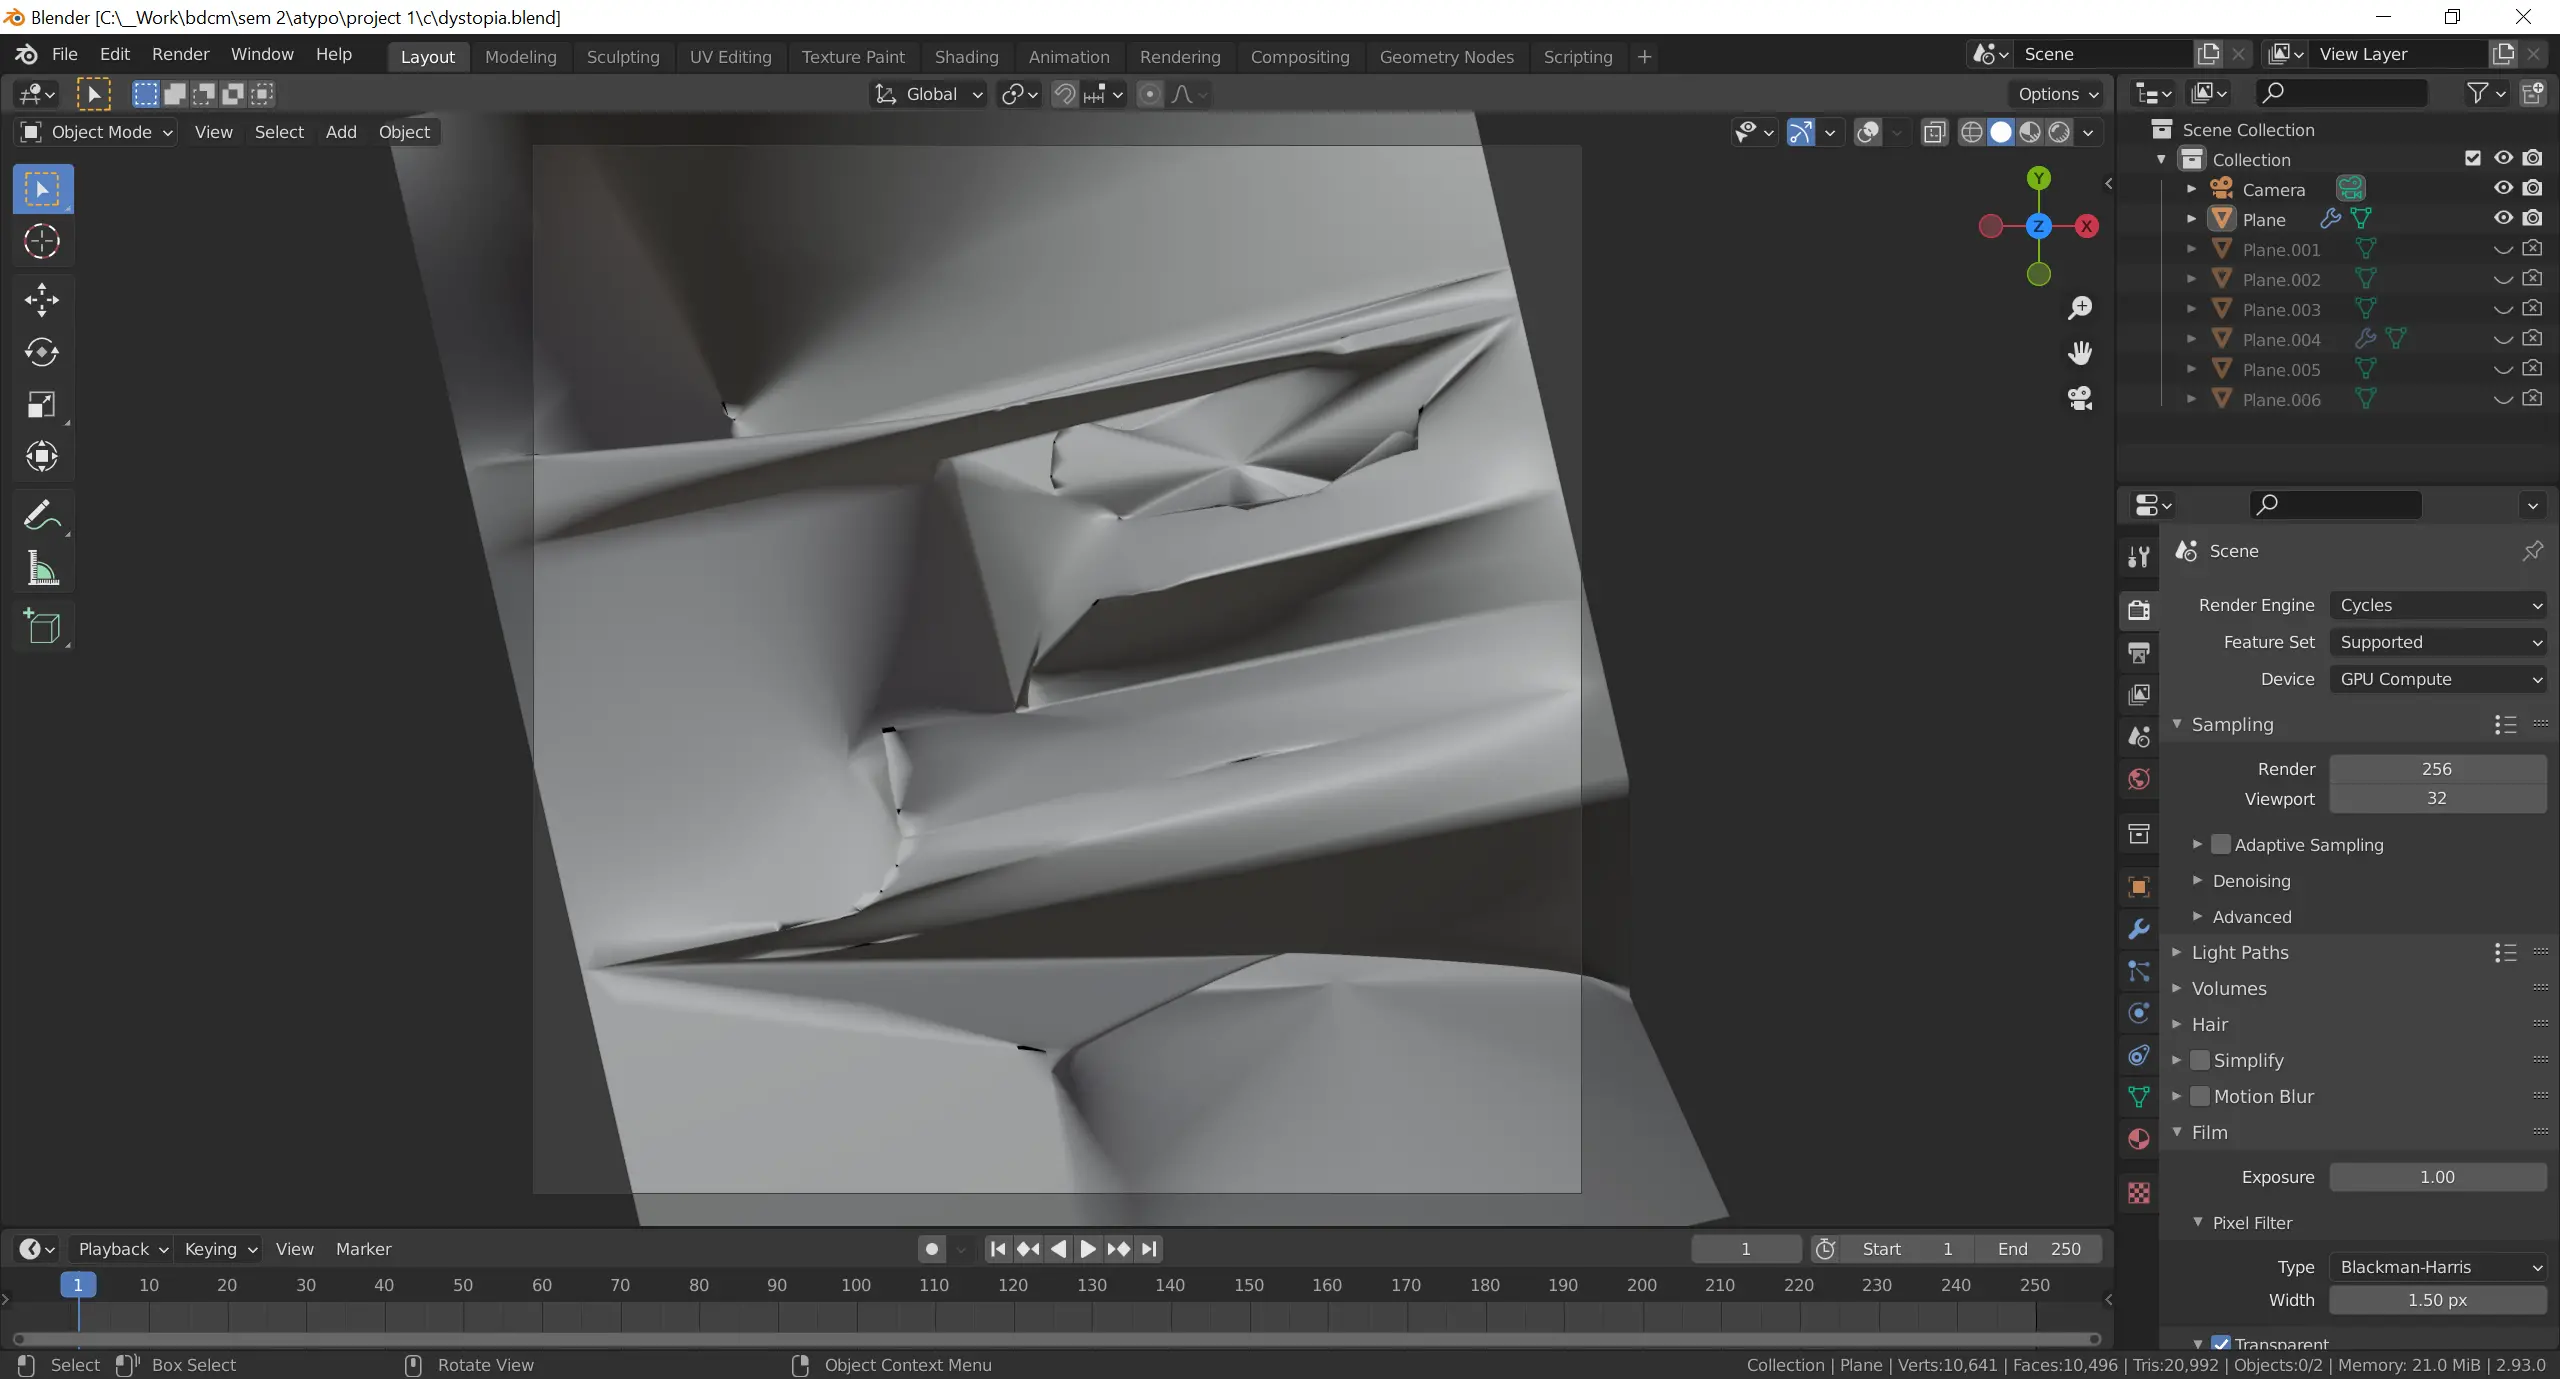 Blender [C:\__Work\bdcm\sem 2\atypo\project 1\c\dystopia.blend]
File Edit Render Window Help Layout Modeling Sculpting UV Editing Texture Paint Shading Animation Rendering Compositing Geometry Nodes Scripting + Scene View Layer
Global Options
Object Mode View Select Add Object
Y
X
Z
Scene Collection
Collection
Camera
Plane
Plane.001
Plane.002
Plane.003
Plane.004
Plane.005
Plane.006
Scene
Render Engine Cycles
Feature Set Supported
Device GPU Compute
Sampling
Render 256
Viewport 32
Adaptive Sampling
Denoising
Advanced
Light Paths
Volumes
Hair
Simplify
Motion Blur
Film
Exposure 1.00
Pixel Filter
Type Blackman-Harris
Width 1.50 px
Transparent
Playback Keying View Marker 1 Start 1 End 250
1 10 20 30 40 50 60 70 80 90 100 110 120 130 140 150 160 170 180 190 200 210 220 230 240 250
Select Box Select Rotate View Object Context Menu Collection | Plane | Verts:10,641 | Faces:10,496 | Tris:20,992 | Objects:0/2 | Memory: 21.0 MiB | 2.93.0